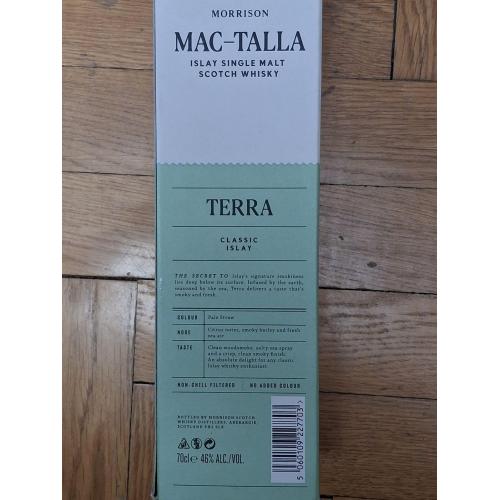 MORRISON
MAC-TALLA
ISLAY SINGLE MALT
SCOTCH WHISKY
TERRA
CLASSIC
ISLAY
THE SECRET TO Islay's signature smokiness
lies deep below its surface. Infused by the earth,
seasoned by the sea, Terra delivers a taste that's
smoky and fresh.
COLOUR Pale Straw
NOSE Citrus notes, smoky barley and fresh
sea air
TASTE Clean woodsmoke, salty sea spray
and a crisp, clean smoky finish.
An absolute delight for any classic
Islay whisky enthusiast.
NON-CHILL FILTERED NO ADDED COLOUR
BOTTLED BY MORRISON SCOTCH
WHISKY DISTILLERS, ABERARGIE,
SCOTLAND PH2 9LX
70cl e 46% ALC./VOL.
5 060109 227703 >